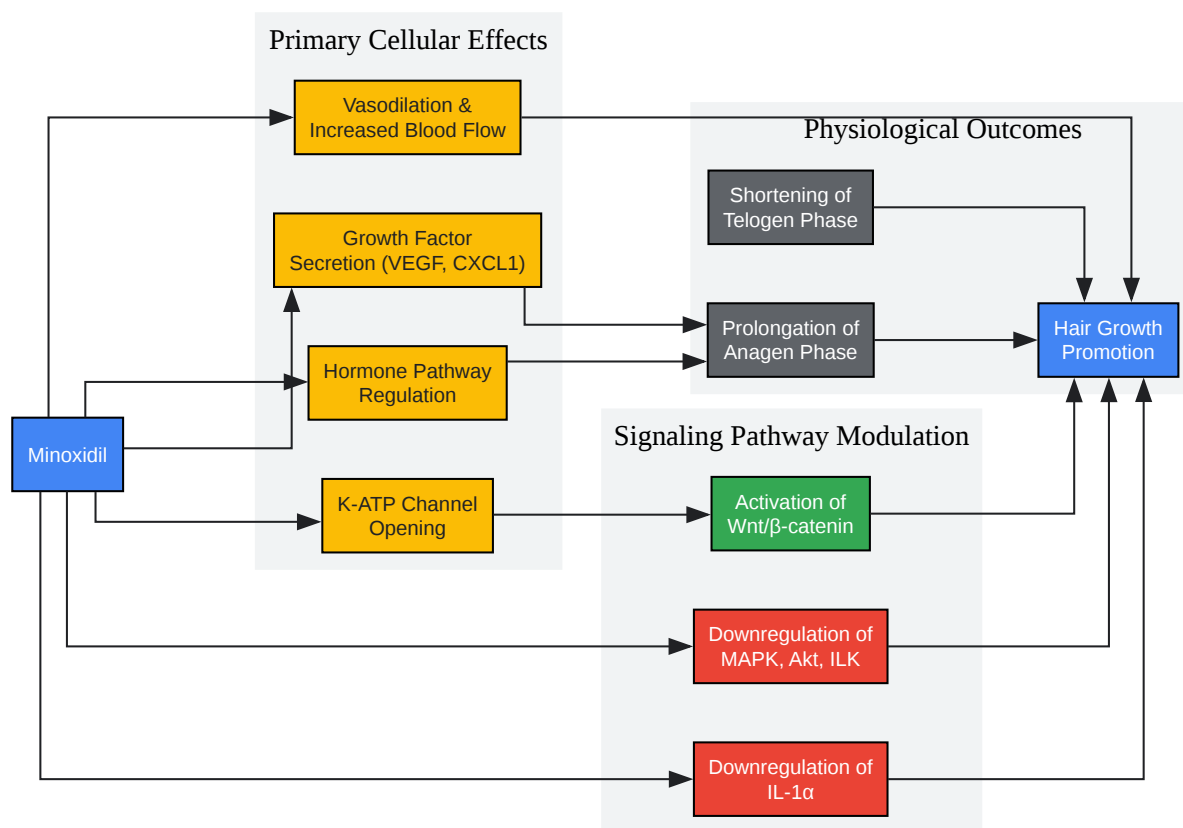 Primary Cellular Effects
Vasodilation &
Increased Blood Flow
Physiological Outcomes
Shortening of
Telogen Phase
Growth Factor
Secretion (VEGF, CXCL1)
Prolongation of
Anagen Phase
Hair Growth
Promotion
Hormone Pathway
Regulation
Minoxidil
Signaling Pathway Modulation
K-ATP Channel
Opening
Activation of
Wnt/β-catenin
Downregulation of
MAPK, Akt, ILK
Downregulation of
IL-1α